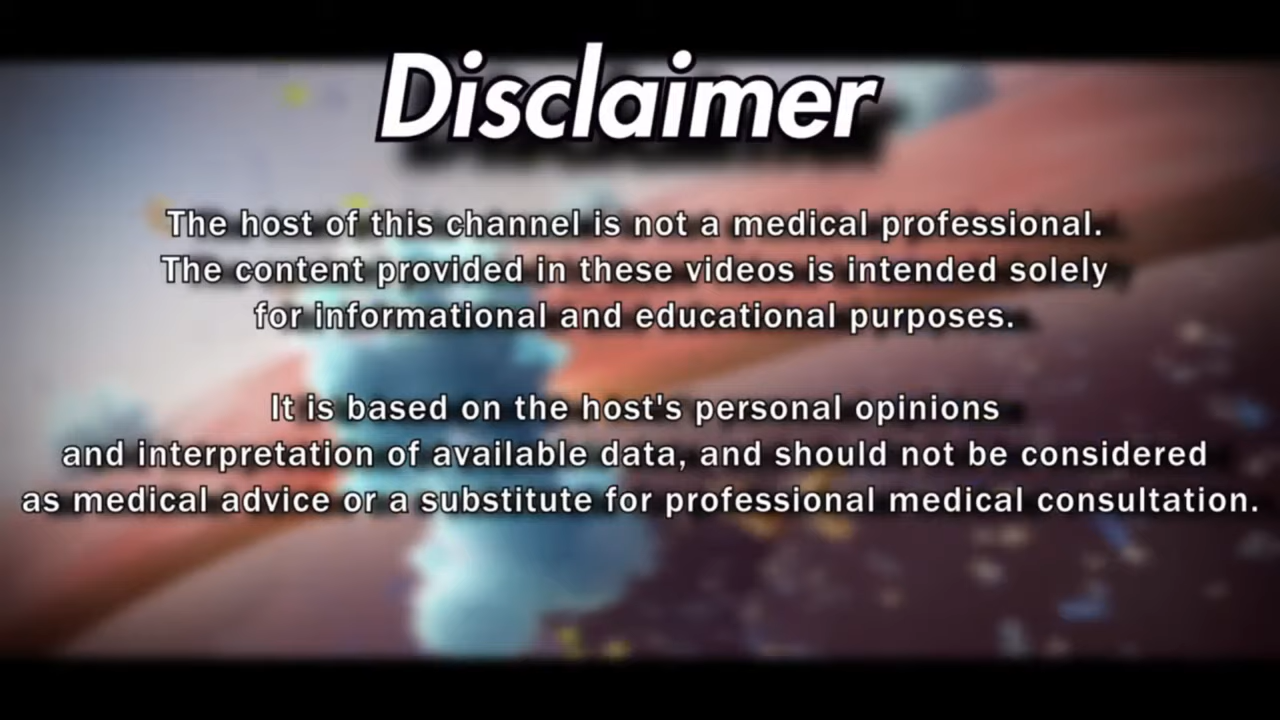 Disclaimer
The host of this channel is not a medical professional.
The content provided in these videos is intended solely
for informational and educational purposes.
It is based on the host's personal opinions
and interpretation of available data, and should not be considered
as medical advice or a substitute for professional medical consultation.